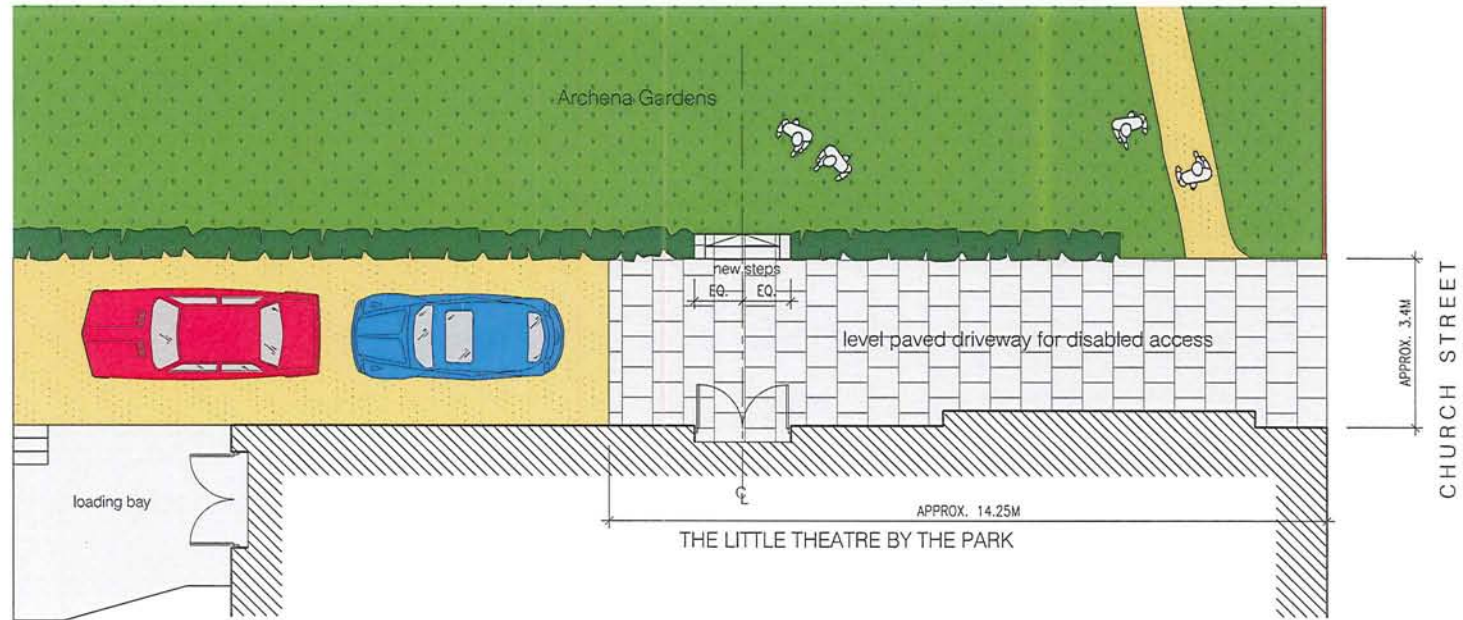 Archena Gardens
new steps
EQ. EQ.
level paved driveway for disabled access
APPROX. 3.4M
CHURCH STREET
loading bay
CL
APPROX. 14.25M
THE LITTLE THEATRE BY THE PARK